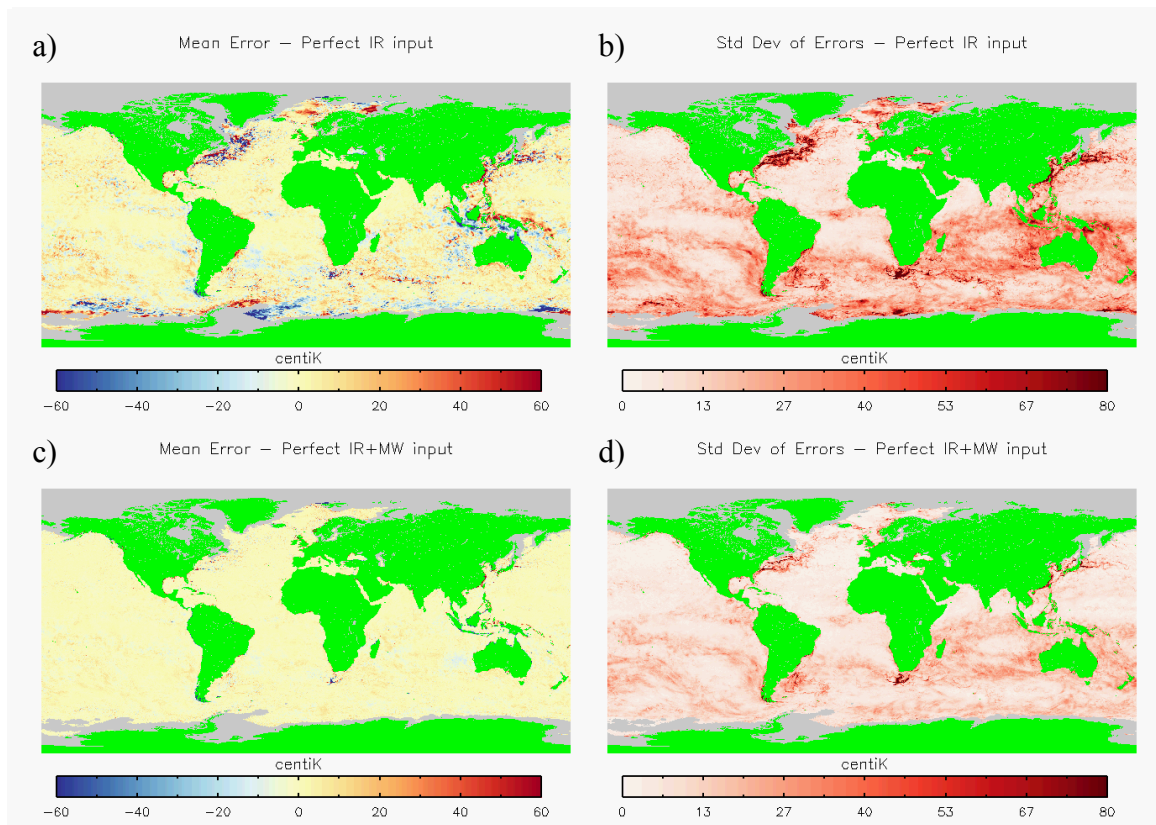 a)
Mean Error – Perfect IR input
centiK
−60 −40 −20 0 20 40 60
b)
Std Dev of Errors – Perfect IR input
centiK
0 13 27 40 53 67 80
c)
Mean Error – Perfect IR+MW input
centiK
−60 −40 −20 0 20 40 60
d)
Std Dev of Errors – Perfect IR+MW input
centiK
0 13 27 40 53 67 80